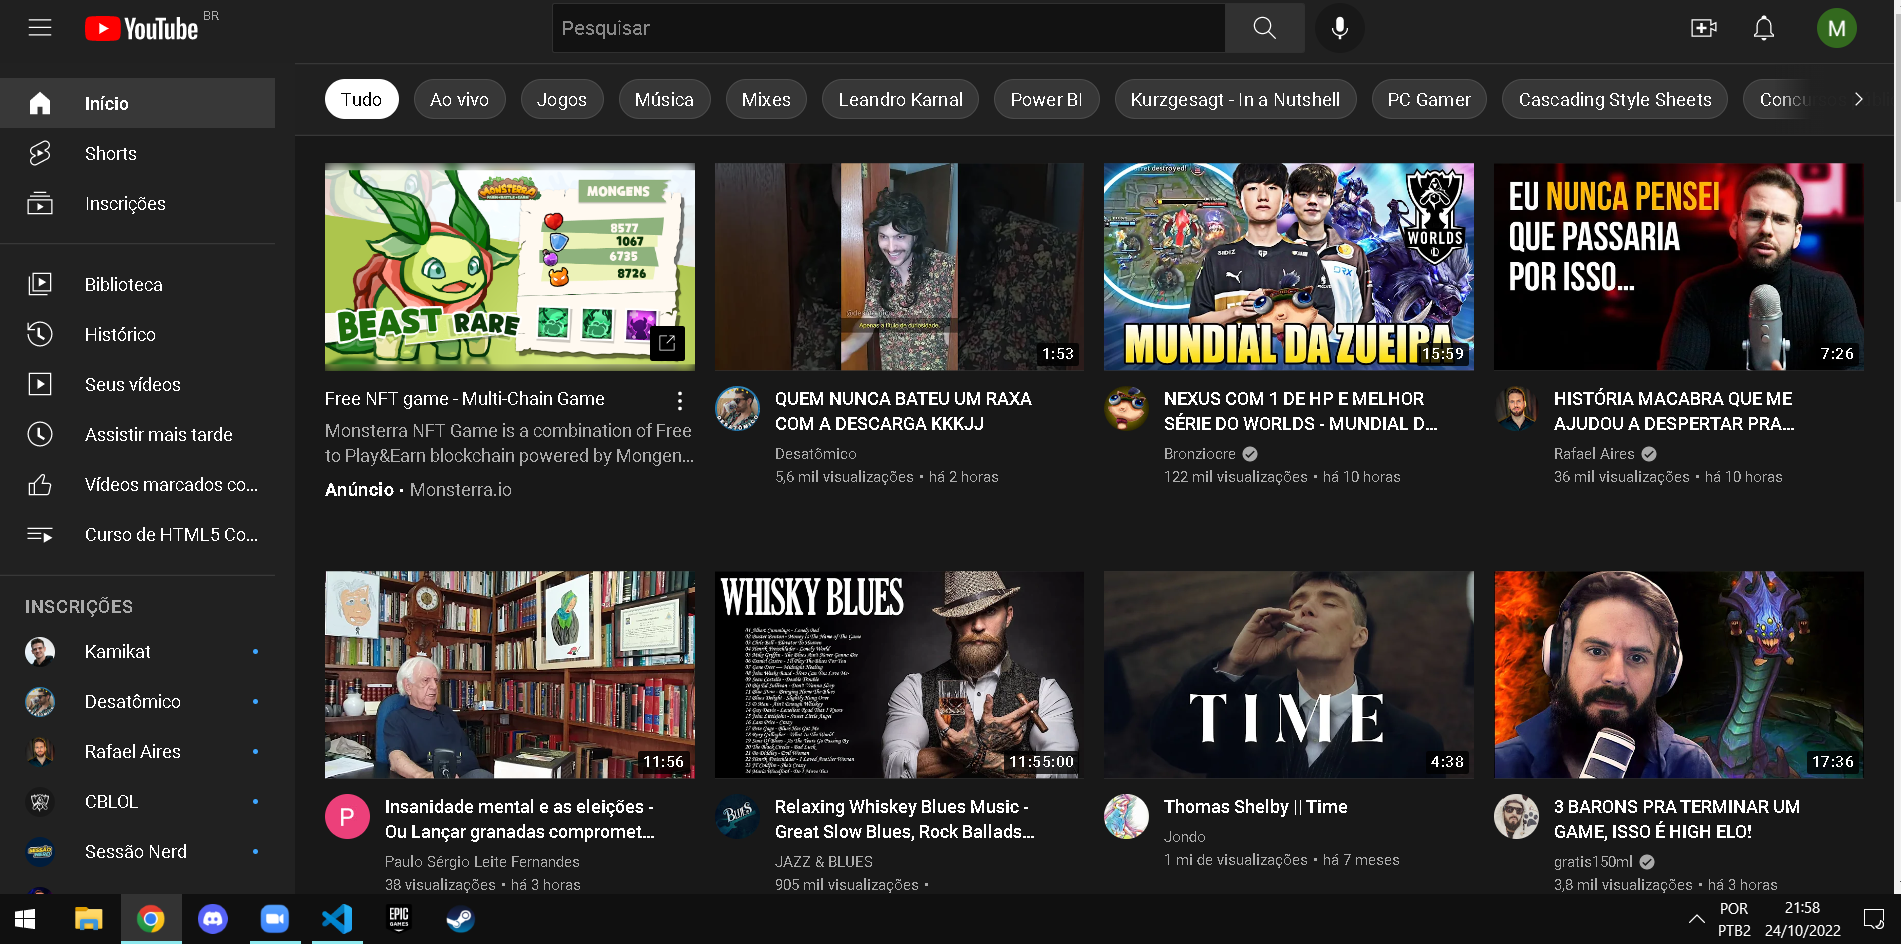 YouTube BR
Pesquisar
M
Início
Shorts
Inscrições
Biblioteca
Histórico
Seus vídeos
Assistir mais tarde
Vídeos marcados co...
Curso de HTML5 Co...
INSCRIÇÕES
Kamikat
Desatômico
Rafael Aires
CBLOL
Sessão Nerd
Tudo
Ao vivo
Jogos
Música
Mixes
Leandro Karnal
Power BI
Kurzgesagt - In a Nutshell
PC Gamer
Cascading Style Sheets
MONSTERRA
MONGENS
8577
1067
6735
8726
BEAST RARE
Free NFT game - Multi-Chain Game
Monsterra NFT Game is a combination of Free
to Play&Earn blockchain powered by Mongen...
Anúncio • Monsterra.io
Apenas a título de curiosidade
1:53
QUEM NUNCA BATEU UM RAXA
COM A DESCARGA KKKJJ
Desatômico
5,6 mil visualizações • há 2 horas
WORLDS
MUNDIAL DA ZUEIRA
15:59
NEXUS COM 1 DE HP E MELHOR
SÉRIE DO WORLDS - MUNDIAL D...
Bronziocre
122 mil visualizações • há 10 horas
EU NUNCA PENSEI
QUE PASSARIA
POR ISSO...
7:26
HISTÓRIA MACABRA QUE ME
AJUDOU A DESPERTAR PRA...
Rafael Aires
36 mil visualizações • há 10 horas
11:56
P
Insanidade mental e as eleições -
Ou Lançar granadas compromet...
Paulo Sérgio Leite Fernandes
38 visualizações • há 3 horas
WHISKY BLUES
11:55:00
Relaxing Whiskey Blues Music -
Great Slow Blues, Rock Ballads...
JAZZ & BLUES
905 mil visualizações •
TIME
4:38
Thomas Shelby || Time
Jondo
1 mi de visualizações • há 7 meses
17:36
3 BARONS PRA TERMINAR UM
GAME, ISSO É HIGH ELO!
gratis150ml
3,8 mil visualizações • há 3 horas
EPIC
GAMES
POR
PTB2
21:58
24/10/2022